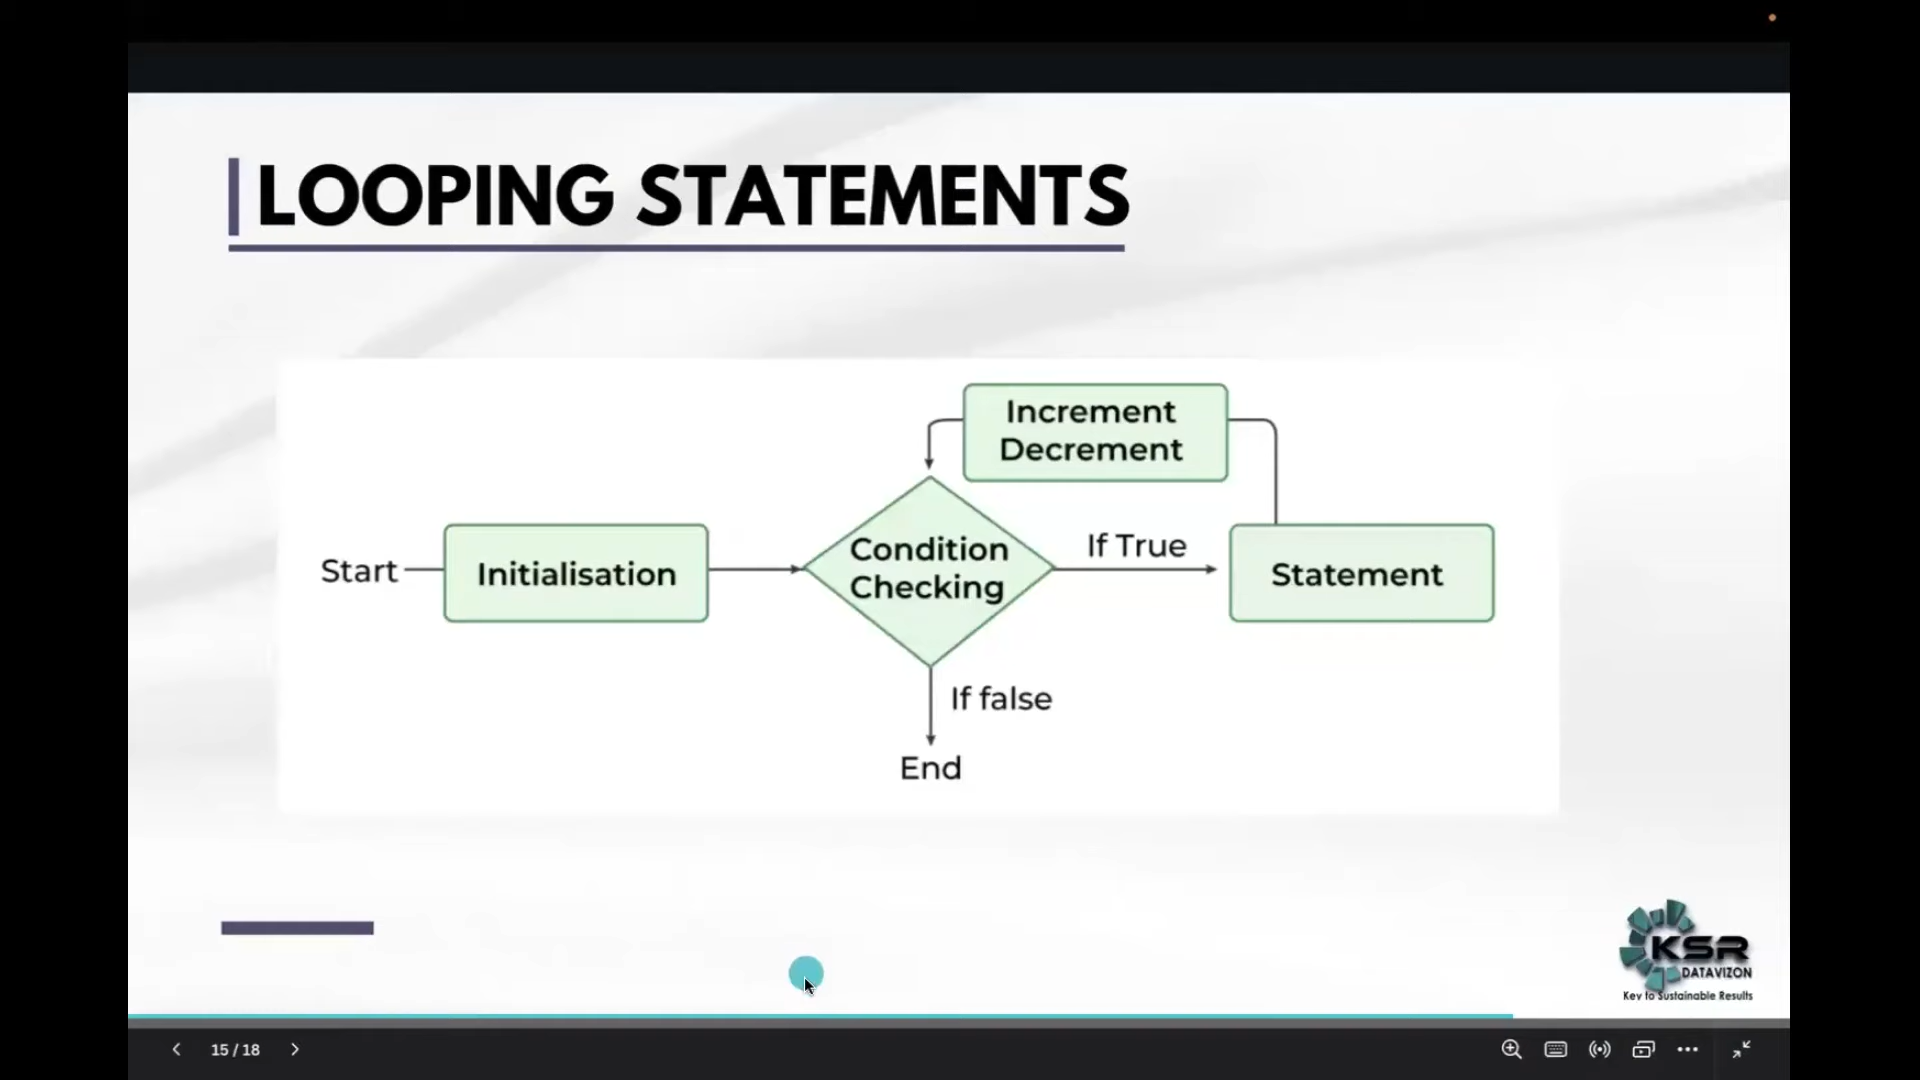 LOOPING STATEMENTS
Increment
Decrement
Start
Initialisation
Condition
Checking
If True
Statement
If false
End
KSR
DATAVIZON
Key to Sustainable Results
15 / 18